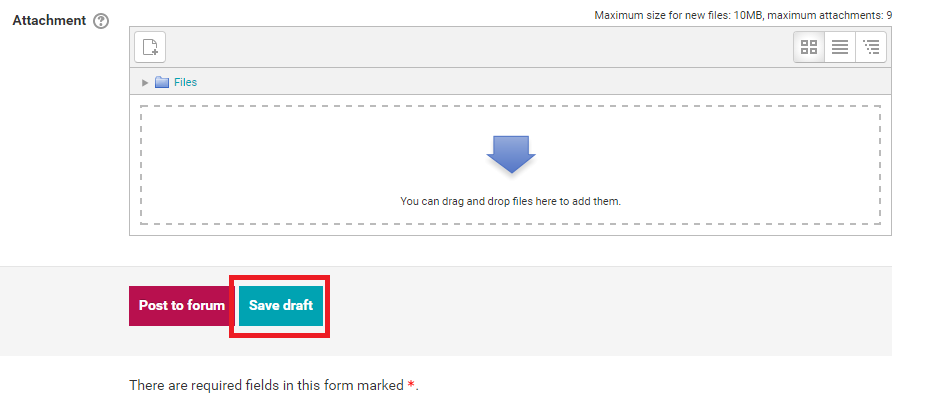 Attachment ?
Maximum size for new files: 10MB, maximum attachments: 9
Files
You can drag and drop files here to add them.
Post to forum
Save draft
There are required fields in this form marked *.